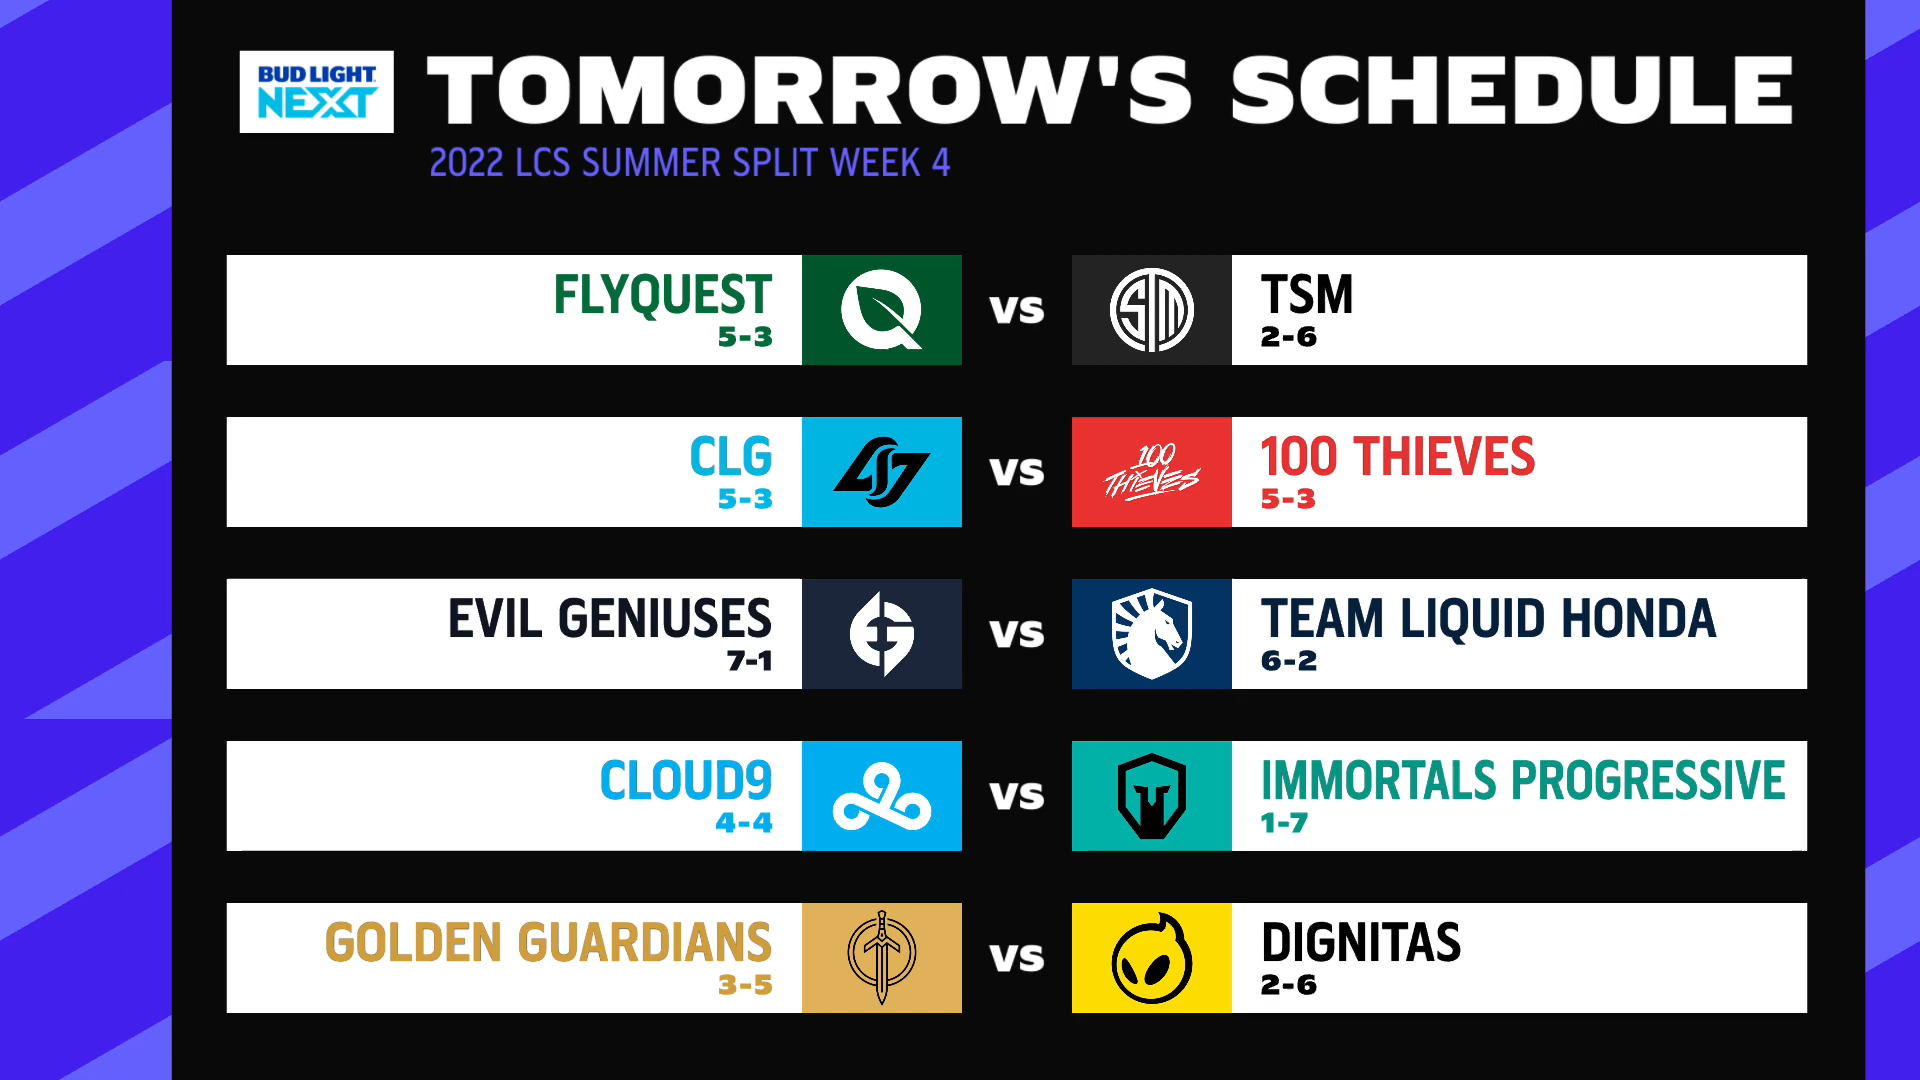 BUD LIGHT
NEXT
TOMORROW'S SCHEDULE
2022 LCS SUMMER SPLIT WEEK 4
FLYQUEST
5-3
VS
TSM
2-6
CLG
5-3
VS
100
THIEVES
100 THIEVES
5-3
EVIL GENIUSES
7-1
VS
TEAM LIQUID HONDA
6-2
CLOUD9
4-4
VS
IMMORTALS PROGRESSIVE
1-7
GOLDEN GUARDIANS
3-5
VS
DIGNITAS
2-6